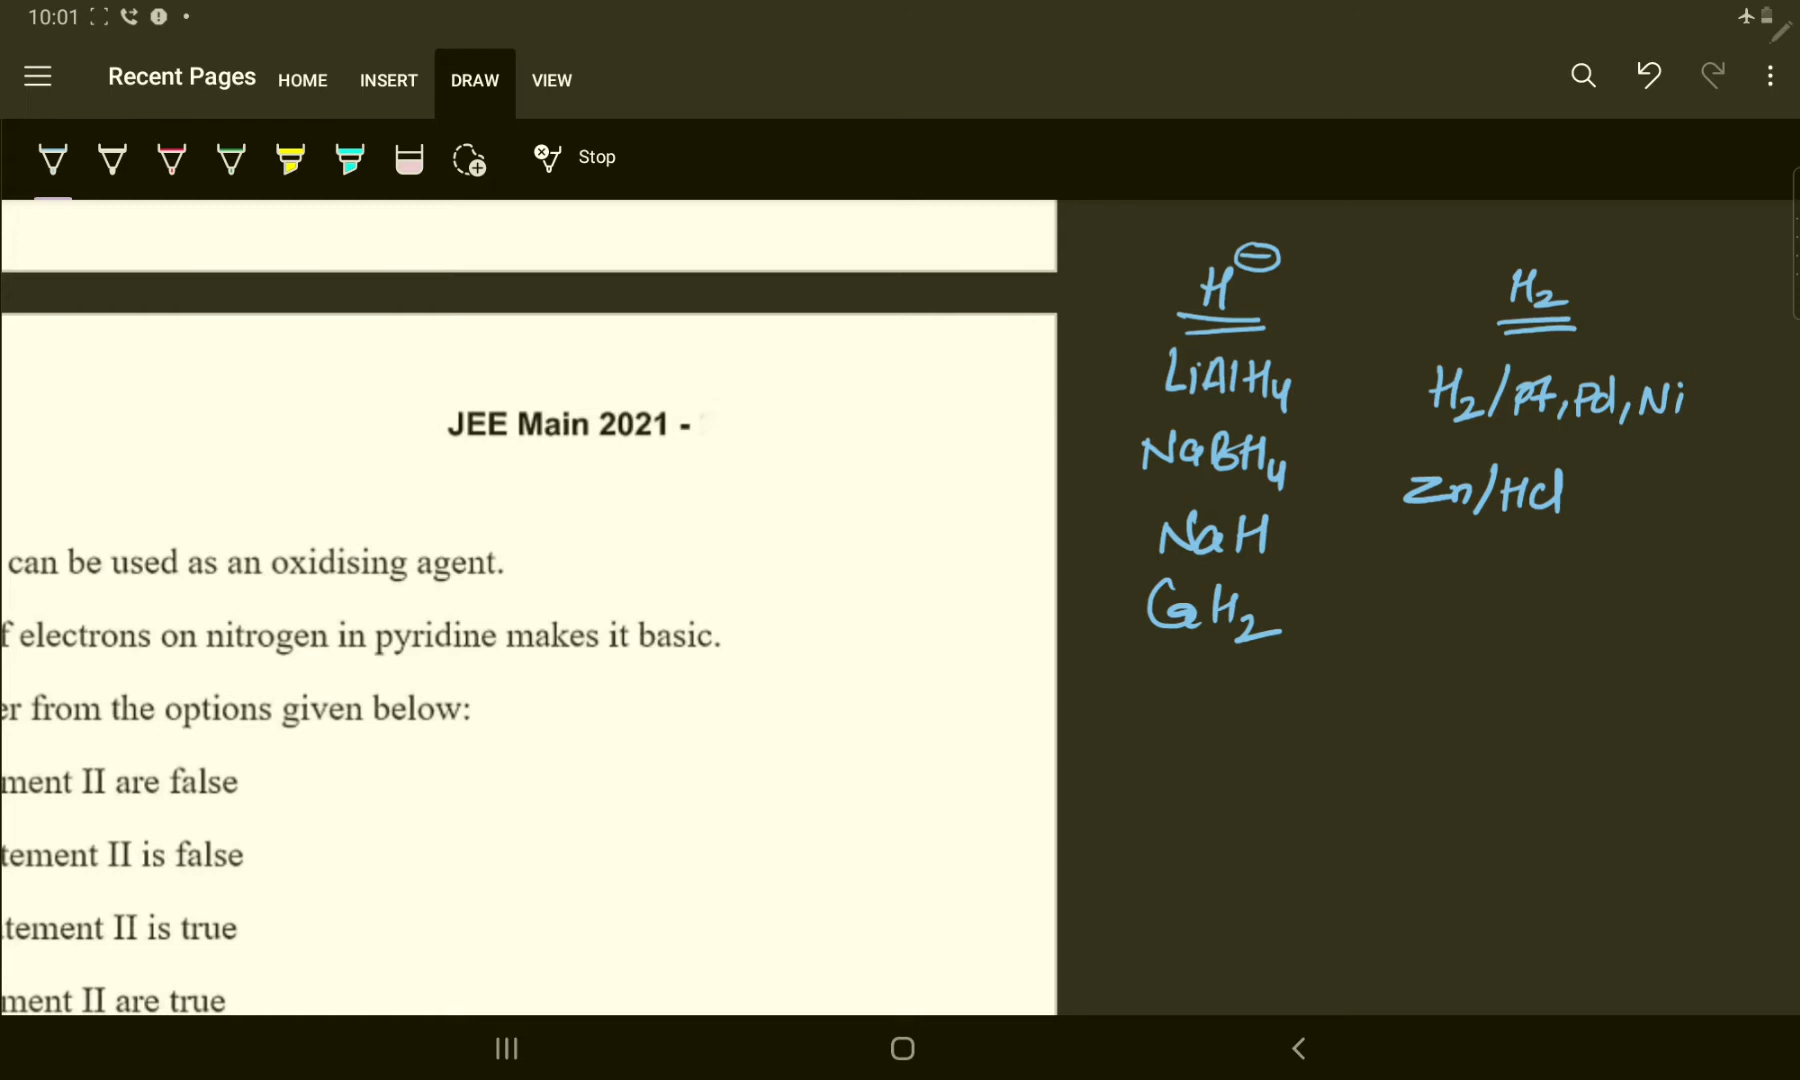 10:01
Recent Pages HOME INSERT DRAW VIEW
Stop
JEE Main 2021 -
can be used as an oxidising agent.
f electrons on nitrogen in pyridine makes it basic.
er from the options given below:
ment II are false
tement II is false
tement II is true
ment II are true
H⊖
LiAlH4
NaBH4
NaH
CaH2
H2
H2/Pt, Pd, Ni
Zn/HCl